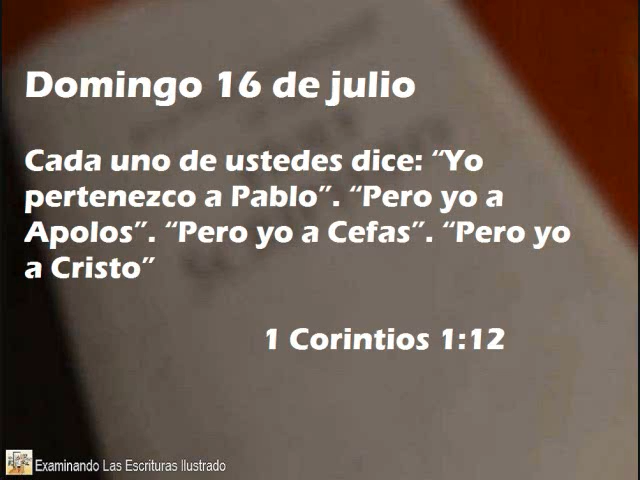 Domingo 16 de julio
Cada uno de ustedes dice: “Yo
pertenezco a Pablo”. “Pero yo a
Apolos”. “Pero yo a Cefas”. “Pero yo
a Cristo”
1 Corintios 1:12
Examinando Las Escrituras Ilustrado